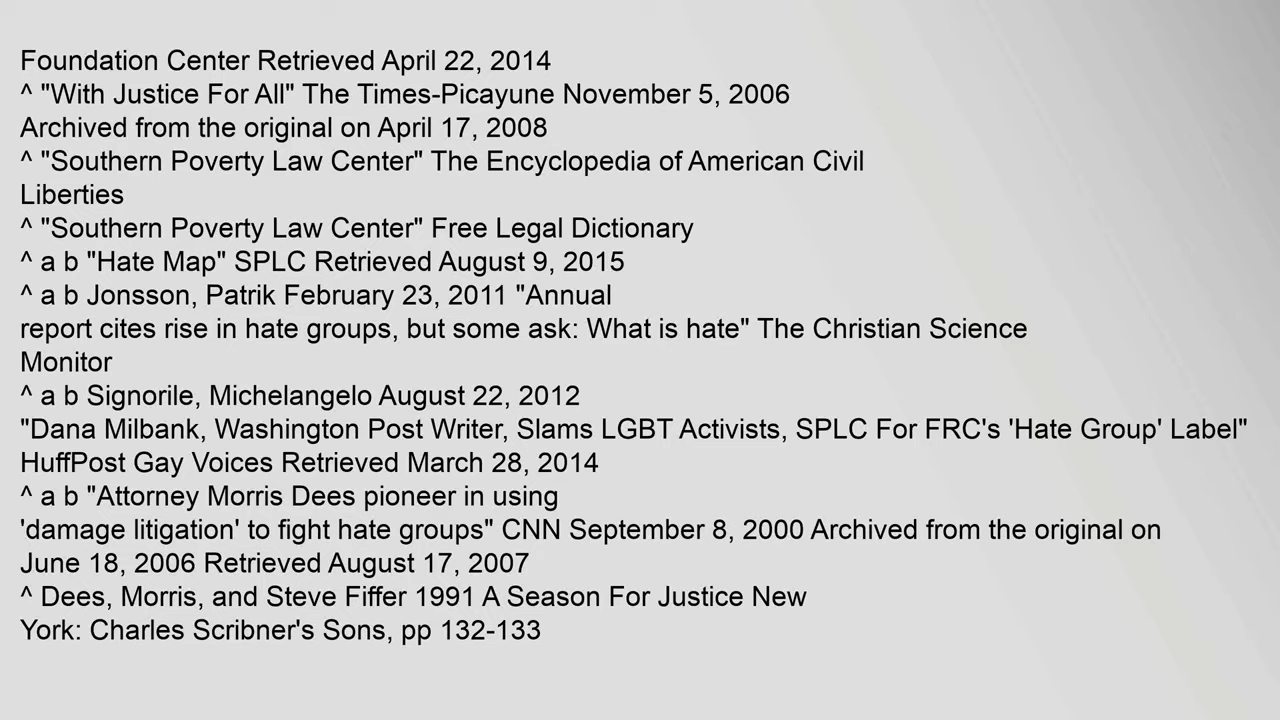 Foundation Center Retrieved April 22, 2014
^ "With Justice For All" The Times-Picayune November 5, 2006
Archived from the original on April 17, 2008
^ "Southern Poverty Law Center" The Encyclopedia of American Civil
Liberties
^ "Southern Poverty Law Center" Free Legal Dictionary
^ a b "Hate Map" SPLC Retrieved August 9, 2015
^ a b Jonsson, Patrik February 23, 2011 "Annual
report cites rise in hate groups, but some ask: What is hate" The Christian Science
Monitor
^ a b Signorile, Michelangelo August 22, 2012
"Dana Milbank, Washington Post Writer, Slams LGBT Activists, SPLC For FRC's 'Hate Group' Label"
HuffPost Gay Voices Retrieved March 28, 2014
^ a b "Attorney Morris Dees pioneer in using
'damage litigation' to fight hate groups" CNN September 8, 2000 Archived from the original on
June 18, 2006 Retrieved August 17, 2007
^ Dees, Morris, and Steve Fiffer 1991 A Season For Justice New
York: Charles Scribner's Sons, pp 132-133